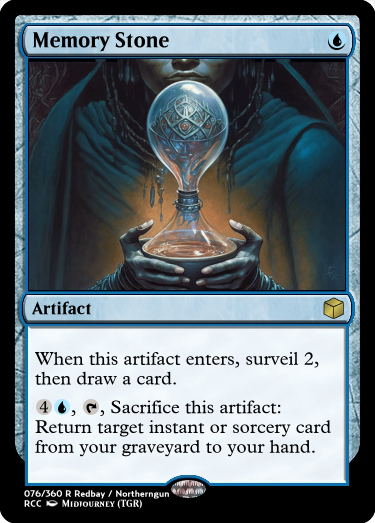 Memory Stone
Artifact
When this artifact enters, surveil 2,
then draw a card.
4, , Sacrifice this artifact:
Return target instant or sorcery card
from your graveyard to your hand.
076/360 R Redbay / Northerngun
RCC Midjourney (TGR)